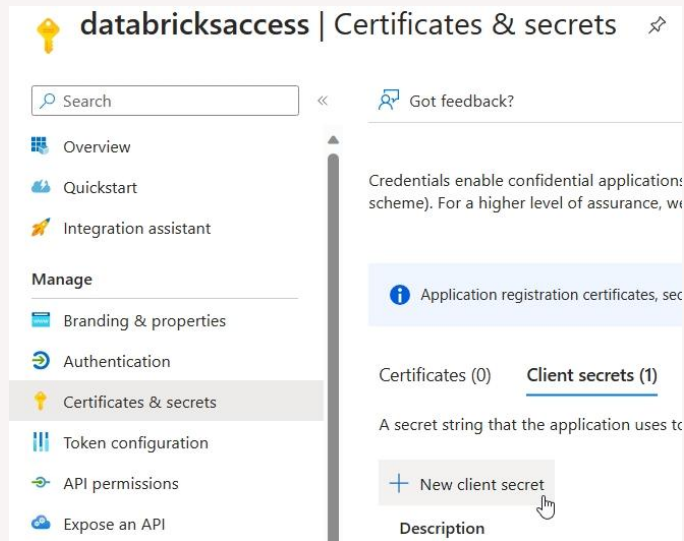 databricksaccess | Certificates & secrets
Search
«
Overview
Quickstart
Integration assistant
Manage
Branding & properties
Authentication
Certificates & secrets
Token configuration
API permissions
Expose an API
Got feedback?
Credentials enable confidential applications
scheme). For a higher level of assurance, we
Application registration certificates, sec
Certificates (0) Client secrets (1)
A secret string that the application uses to
+ New client secret
Description